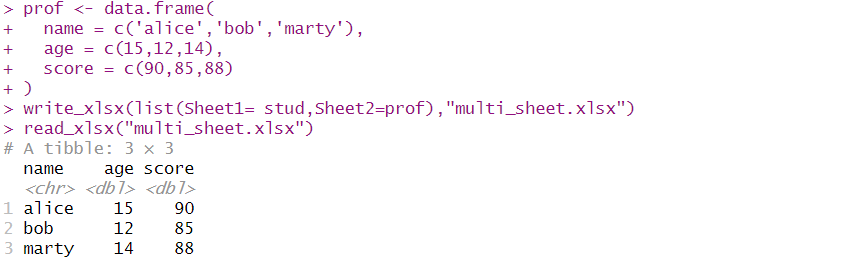 > prof <- data.frame(
+   name = c('alice','bob','marty'),
+   age = c(15,12,14),
+   score = c(90,85,88)
+ )
> write_xlsx(list(Sheet1= stud,Sheet2=prof),"multi_sheet.xlsx")
> read_xlsx("multi_sheet.xlsx")
# A tibble: 3 × 3
  name    age score
  <chr> <dbl> <dbl>
1 alice    15    90
2 bob      12    85
3 marty    14    88